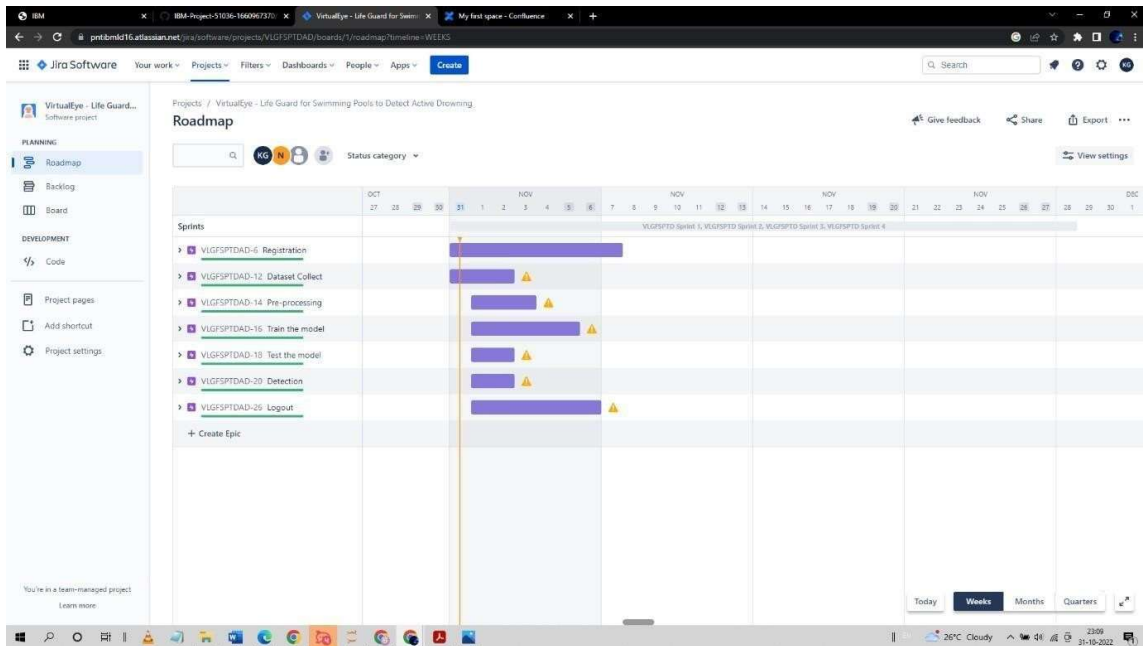 IBM
IBM-Project-51036-1660967370
VirtualEye - Life Guard for Swimm
My first space - Confluence
pntibmld16.atlassian.net/jira/software/projects/VLGFSPTDAD/boards/1/roadmap?timeline=WEEKS
Jira Software Your work Projects Filters Dashboards People Apps Create Search KG
VirtualEye - Life Guard...
Software project
PLANNING
Roadmap
Backlog
Board
DEVELOPMENT
Code
Project pages
Add shortcut
Project settings
You're in a team-managed project
Learn more
Projects / VirtualEye - Life Guard for Swimming Pools to Detect Active Drowning.
Roadmap
Give feedback Share Export
KG N Status category View settings
OCT NOV NOV NOV NOV DEC
27 28 29 30 31 1 2 3 4 5 6 7 8 9 10 11 12 13 14 15 16 17 18 19 20 21 22 23 24 25 26 27 28 29 30 1
Sprints VLGFSPTD Sprint 1, VLGFSPTD Sprint 2, VLGFSPTD Sprint 3, VLGFSPTD Sprint 4
VLGFSPTDAD-6 Registration
VLGFSPTDAD-12 Dataset Collect
VLGFSPTDAD-14 Pre-processing
VLGFSPTDAD-16 Train the model
VLGFSPTDAD-18 Test the model
VLGFSPTDAD-20 Detection
VLGFSPTDAD-26 Logout
+ Create Epic
Today Weeks Months Quarters
26°C Cloudy
23:09
31-10-2022